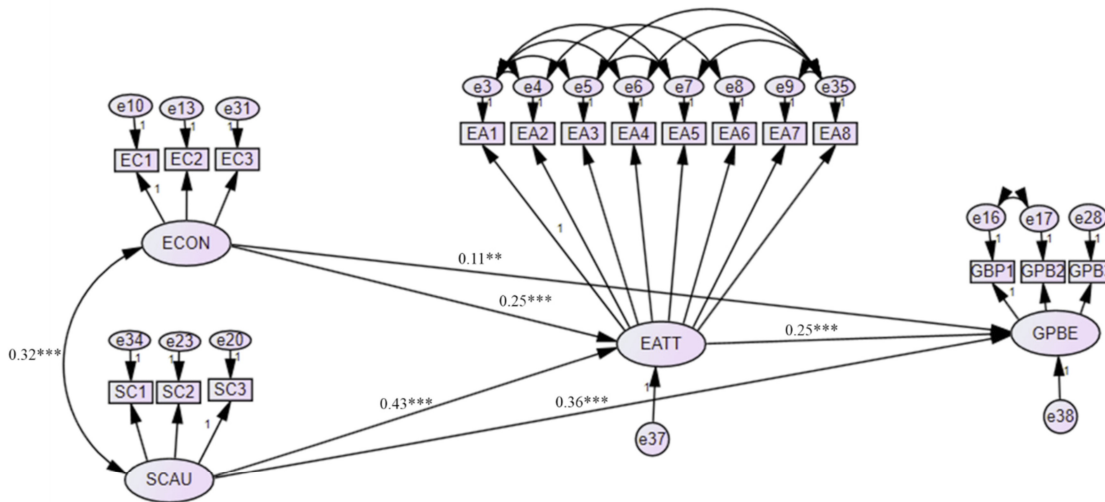 e3 e4 e5 e6 e7 e8 e9 e35
1 1 1 1 1 1 1 1
EA1 EA2 EA3 EA4 EA5 EA6 EA7 EA8
e10 e13 e31
1 1 1
EC1 EC2 EC3
1
ECON
1
e16 e17 e28
1 1 1
GBP1 GPB2 GPB
1
0.11**
0.25***
0.32***
EATT
0.25***
GPBE
e34 e23 e20
1 1 1
SC1 SC2 SC3
1
0.43***
0.36***
1
e37
1
e38
SCAU